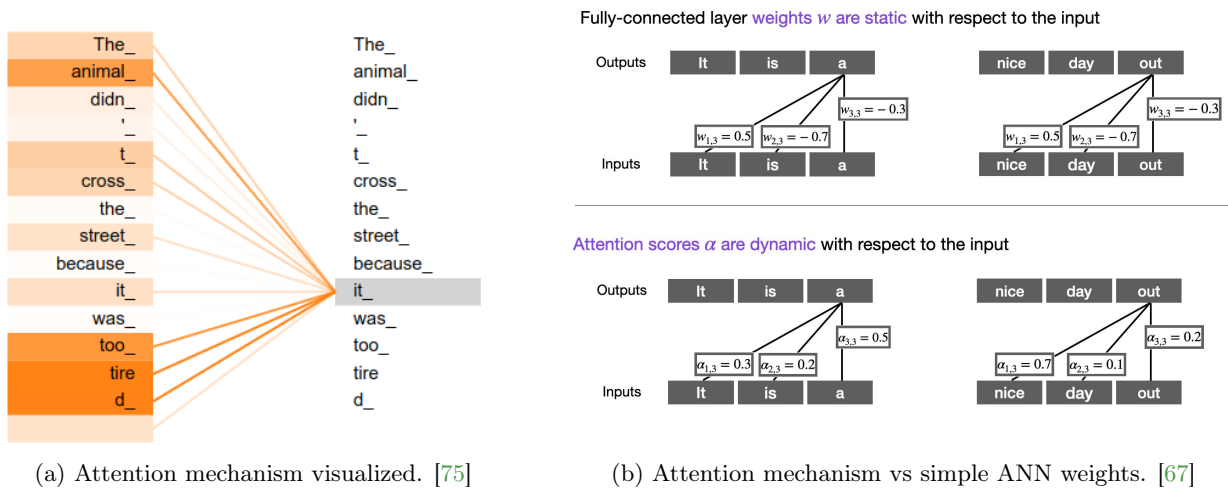 The_ The_
animal_ animal_
didn_ didn_
'_ '_
t_ t_
cross_ cross_
the_ the_
street_ street_
because_ because_
it_ it_
was_ was_
too_ too_
tire tire
d_ d_
(a) Attention mechanism visualized. [75]
Fully-connected layer weights w are static with respect to the input
Outputs It is a nice day out
w3,3 = − 0.3 w3,3 = − 0.3
w1,3 = 0.5 w2,3 = − 0.7 w1,3 = 0.5 w2,3 = − 0.7
Inputs It is a nice day out
Attention scores α are dynamic with respect to the input
Outputs It is a nice day out
α3,3 = 0.5 α3,3 = 0.2
α1,3 = 0.3 α2,3 = 0.2 α1,3 = 0.7 α2,3 = 0.1
Inputs It is a nice day out
(b) Attention mechanism vs simple ANN weights. [67]